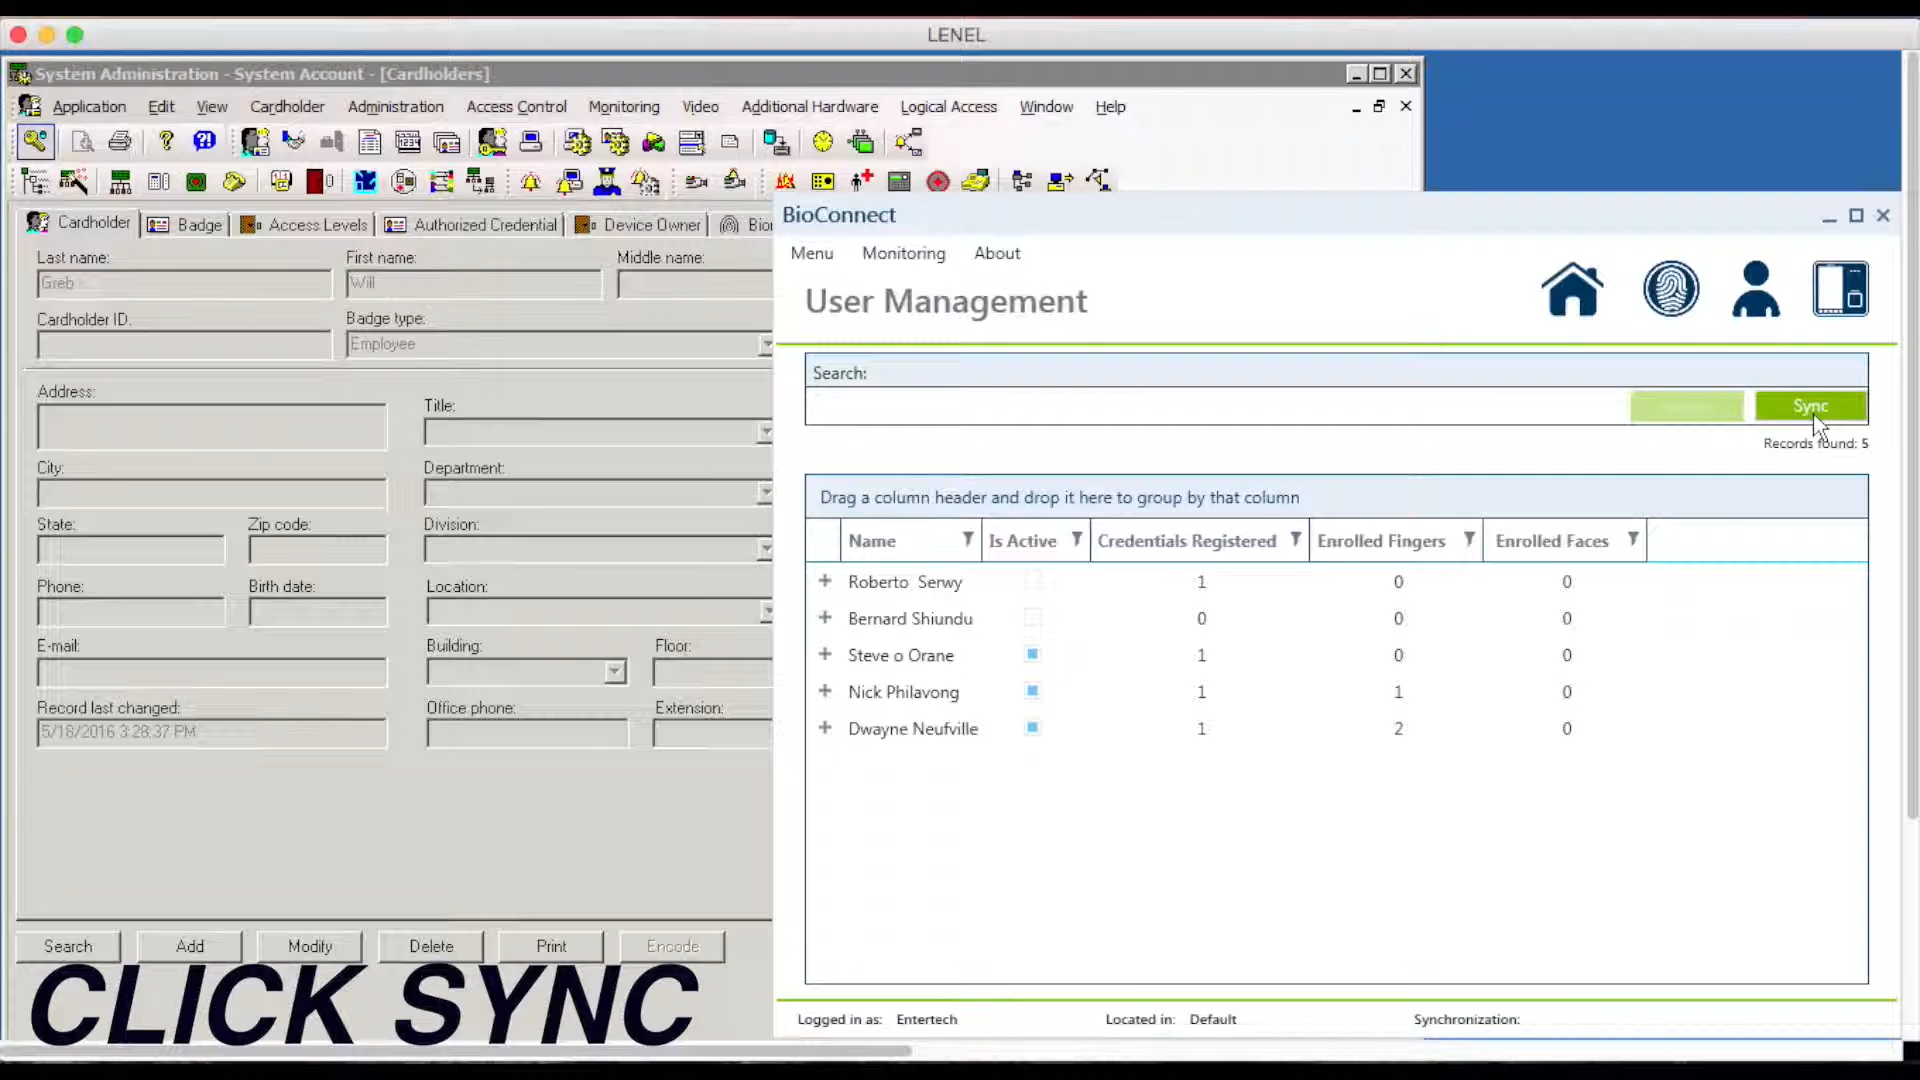 LENEL
System Administration - System Account - [Cardholders]
Application Edit View Cardholder Administration Access Control Monitoring Video Additional Hardware Logical Access Window Help
Cardholder Badge Access Levels Authorized Credential Device Owner
Last name: First name: Middle name:
Greb Will
Cardholder ID: Badge type:
Employee
Address:
Title:
City: Department:
State: Zip code: Division:
Phone: Birth date: Location:
E-mail: Building: Floor:
Record last changed: Office phone: Extension:
5/18/2016 3:28:37 PM
Search Add Modify Delete Print Encode
CLICK SYNC
BioConnect
Menu Monitoring About
User Management
Search:
Sync
Records found: 5
Drag a column header and drop it here to group by that column
Name Is Active Credentials Registered Enrolled Fingers Enrolled Faces
Roberto Serwy 1 0 0
Bernard Shiundu 0 0 0
Steve o Orane 1 0 0
Nick Philavong 1 1 0
Dwayne Neufville 1 2 0
Logged in as: Entertech Located in: Default Synchronization: